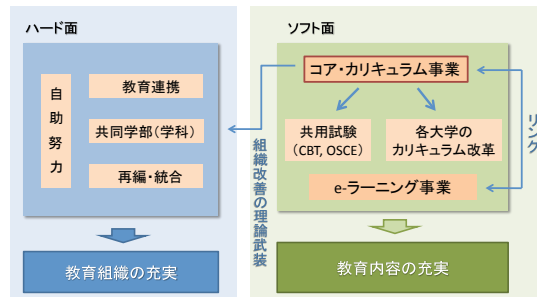 ハード面
自助努力
教育連携
共同学部(学科)
再編・統合
教育組織の充実
組織改善の理論武装
ソフト面
コア・カリキュラム事業
共用試験
(CBT, OSCE)
各大学の
カリキュラム改革
e-ラーニング事業
リンク
教育内容の充実